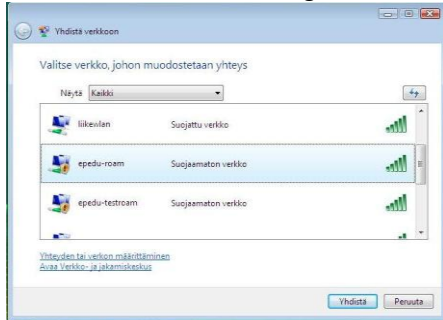 Yhdistä verkkoon
Valitse verkko, johon muodostetaan yhteys
Näytä Kaikki
liikewlan Suojattu verkko
epedu-roam Suojaamaton verkko
epedu-testroam Suojaamaton verkko
Yhteyden tai verkon määrittäminen
Avaa Verkko- ja jakamiskeskus
Yhdistä Peruuta